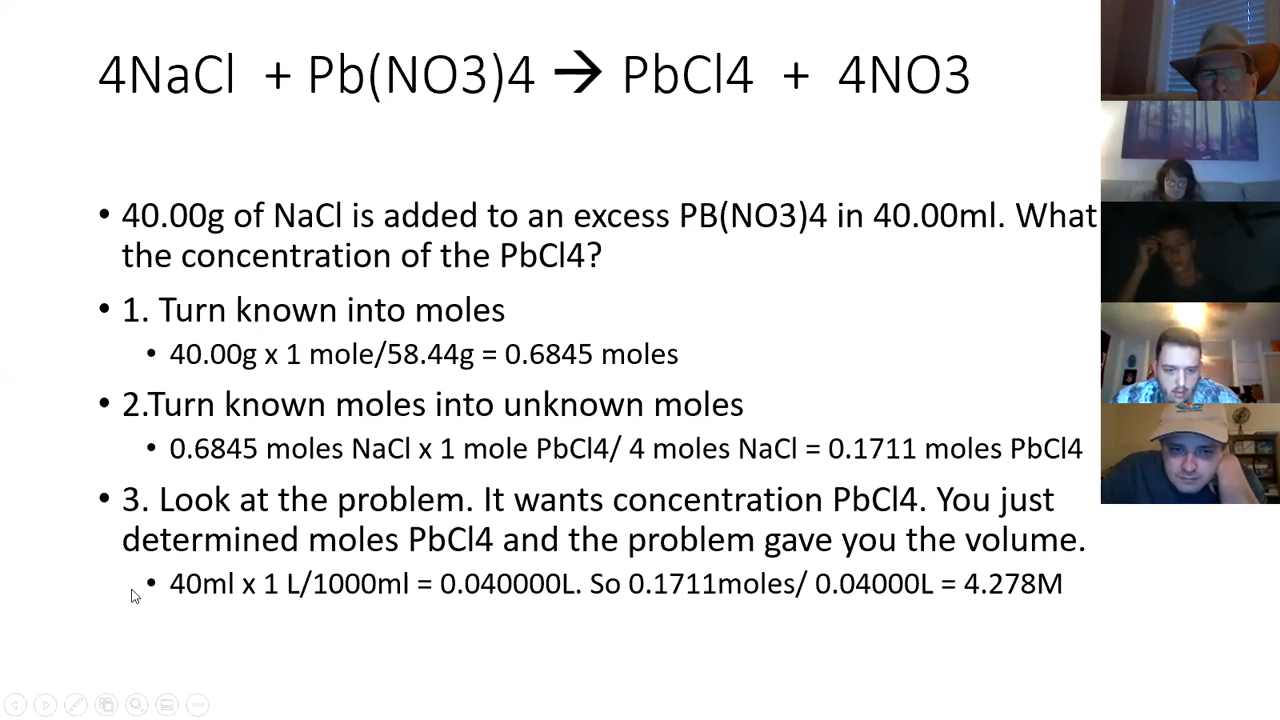 4NaCl + Pb(NO3)4 → PbCl4 + 4NO3
• 40.00g of NaCl is added to an excess PB(NO3)4 in 40.00ml. What
the concentration of the PbCl4?
• 1. Turn known into moles
• 40.00g x 1 mole/58.44g = 0.6845 moles
• 2.Turn known moles into unknown moles
• 0.6845 moles NaCl x 1 mole PbCl4/ 4 moles NaCl = 0.1711 moles PbCl4
• 3. Look at the problem. It wants concentration PbCl4. You just
determined moles PbCl4 and the problem gave you the volume.
• 40ml x 1 L/1000ml = 0.040000L. So 0.1711moles/ 0.04000L = 4.278M